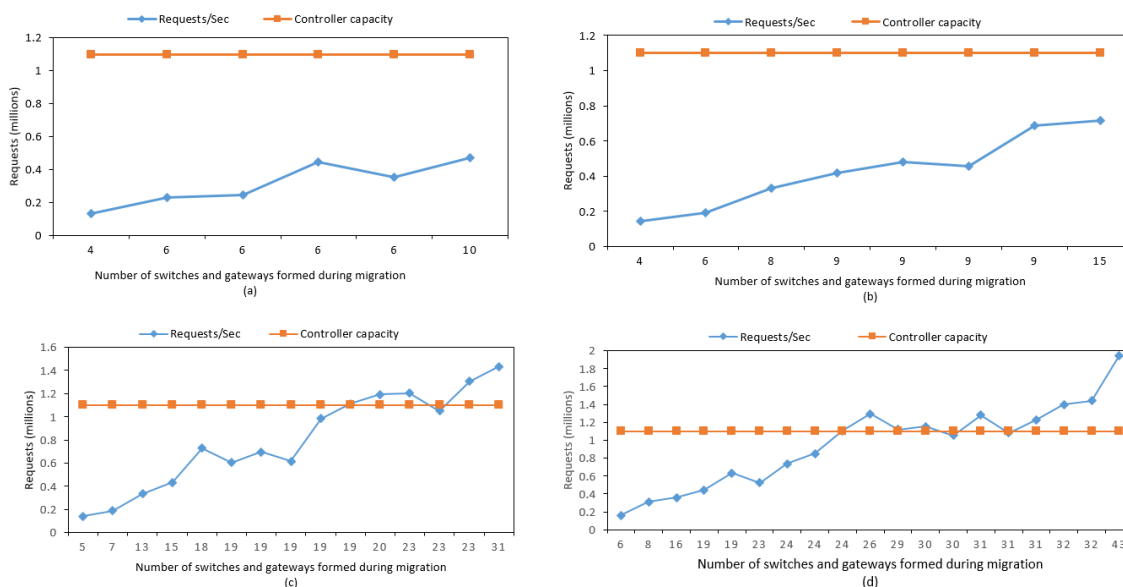 Requests/Sec Controller capacity
1.2
1
0.8
0.6
0.4
0.2
0
Requests (millions)
4 6 6 6 6 10
Number of switches and gateways formed during migration
(a)
Requests/Sec Controller capacity
1.2
1
0.8
0.6
0.4
0.2
0
Requests (millions)
4 6 8 9 9 9 9 15
Number of switches and gateways formed during migration
(b)
Requests/Sec Controller capacity
1.6
1.4
1.2
1
0.8
0.6
0.4
0.2
0
Requests (millions)
5 7 13 15 18 19 19 19 19 19 20 23 23 23 31
Number of switches and gateways formed during migration
(c)
Requests/Sec Controller capacity
2
1.8
1.6
1.4
1.2
1
0.8
0.6
0.4
0.2
0
Requests (millions)
6 8 16 19 19 23 24 24 24 26 29 30 30 31 31 31 32 32 43
Number of switches and gateways formed during migration
(d)